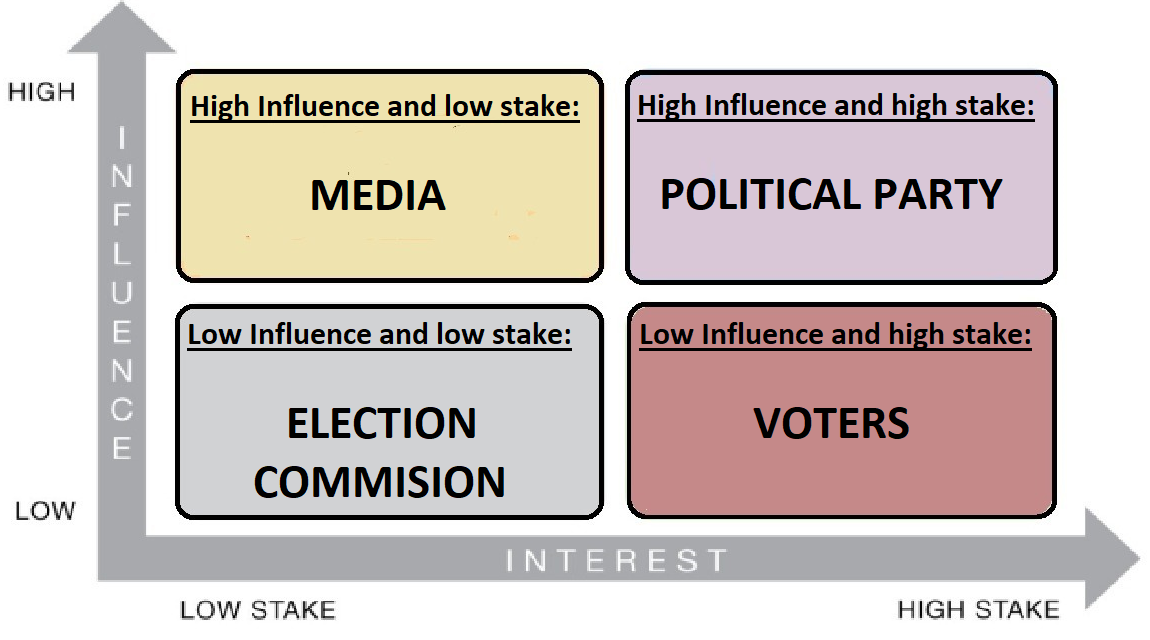 HIGH
INFLUENCE
High Influence and low stake:
MEDIA
High Influence and high stake:
POLITICAL PARTY
Low Influence and low stake:
ELECTION
COMMISION
Low Influence and high stake:
VOTERS
LOW
INTEREST
LOW STAKE
HIGH STAKE